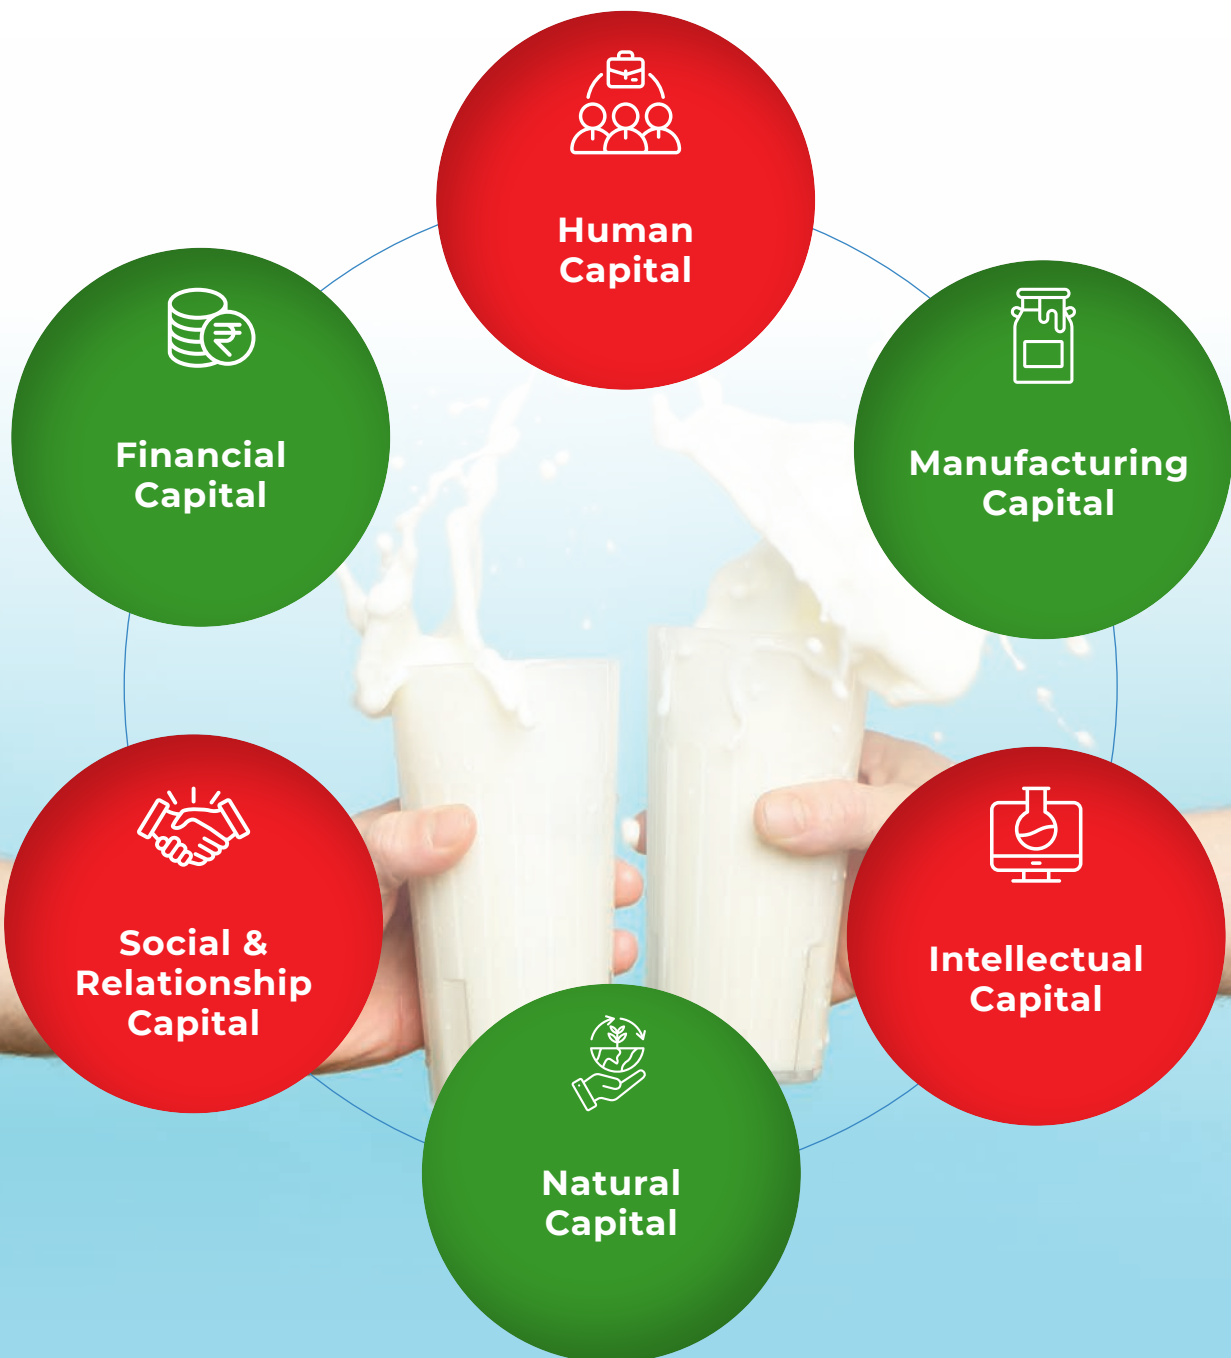 Human
Capital
Financial
Capital
Manufacturing
Capital
Social &
Relationship
Capital
Intellectual
Capital
Natural
Capital